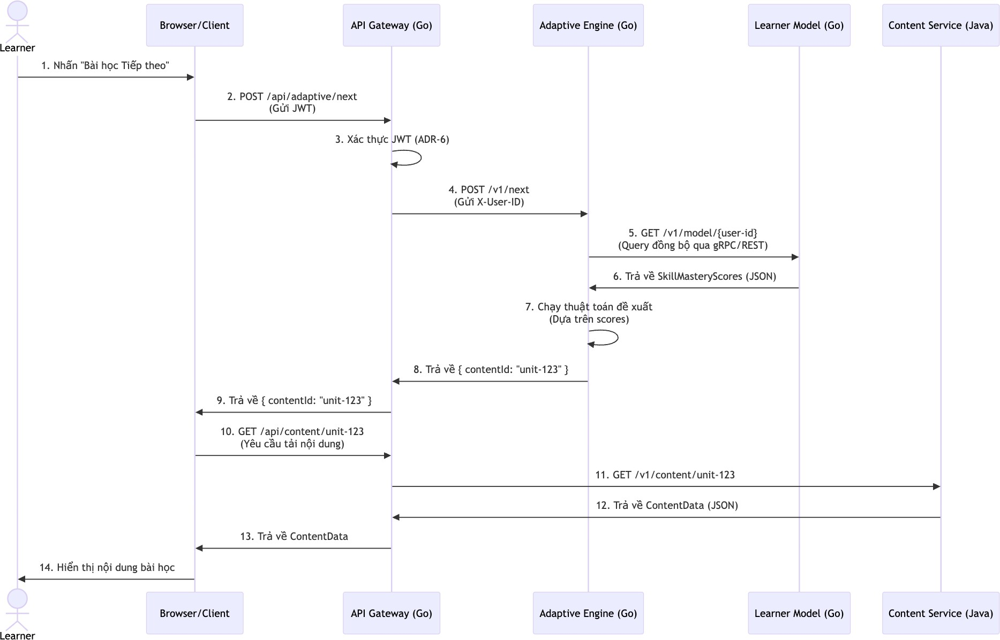 Learner
Browser/Client
API Gateway (Go)
Adaptive Engine (Go)
Learner Model (Go)
Content Service (Java)
1. Nhấn "Bài học Tiếp theo"
2. POST /api/adaptive/next
(Gửi JWT)
3. Xác thực JWT (ADR-6)
4. POST /v1/next
(Gửi X-User-ID)
5. GET /v1/model/{user-id}
(Query đồng bộ qua gRPC/REST)
6. Trả về SkillMasteryScores (JSON)
7. Chạy thuật toán đề xuất
(Dựa trên scores)
8. Trả về { contentId: "unit-123" }
9. Trả về { contentId: "unit-123" }
10. GET /api/content/unit-123
(Yêu cầu tải nội dung)
11. GET /v1/content/unit-123
12. Trả về ContentData (JSON)
13. Trả về ContentData
14. Hiển thị nội dung bài học
Learner
Browser/Client
API Gateway (Go)
Adaptive Engine (Go)
Learner Model (Go)
Content Service (Java)